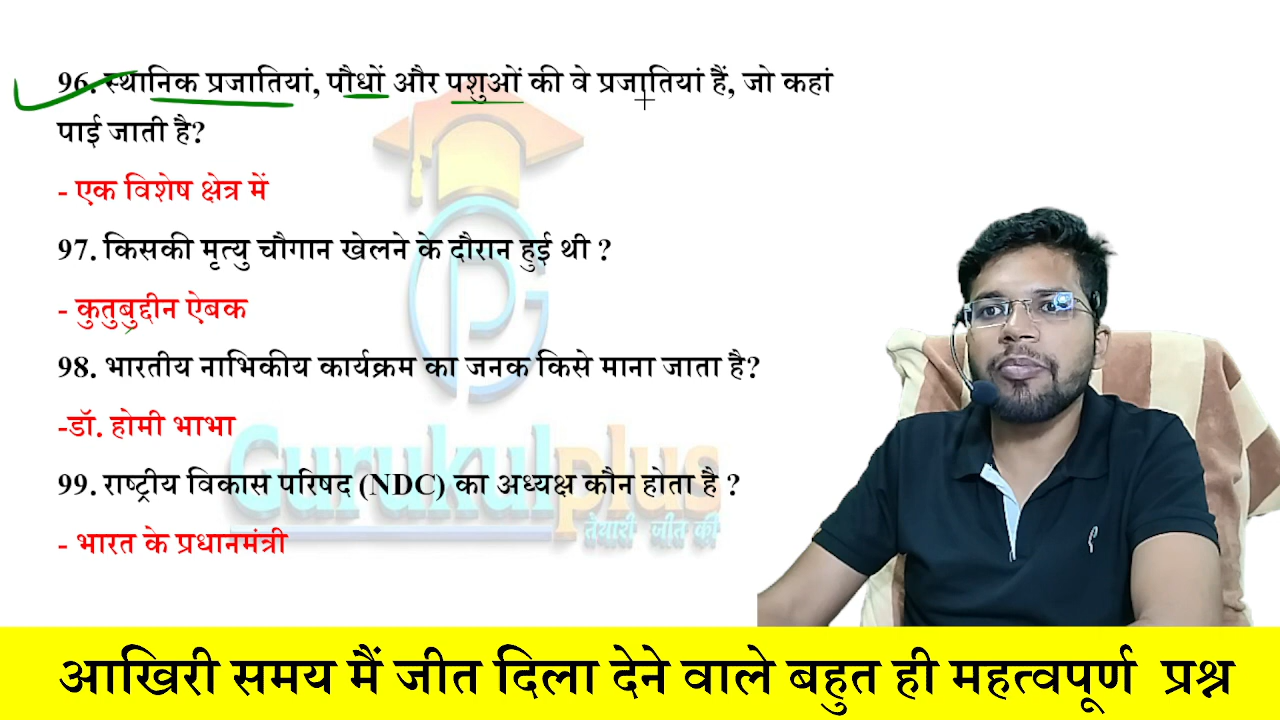 96. स्थानिक प्रजातियां, पौधों और पशुओं की वे प्रजातियां हैं, जो कहां
पाई जाती है?
- एक विशेष क्षेत्र में
97. किसकी मृत्यु चौगान खेलने के दौरान हुई थी ?
- कुतुबुद्दीन ऐबक
98. भारतीय नाभिकीय कार्यक्रम का जनक किसे माना जाता है?
-डॉ. होमी भाभा
99. राष्ट्रीय विकास परिषद (NDC) का अध्यक्ष कौन होता है ?
- भारत के प्रधानमंत्री
Gurukulplus
तैयारी जीत की
आखिरी समय मैं जीत दिला देने वाले बहुत ही महत्वपूर्ण प्रश्न